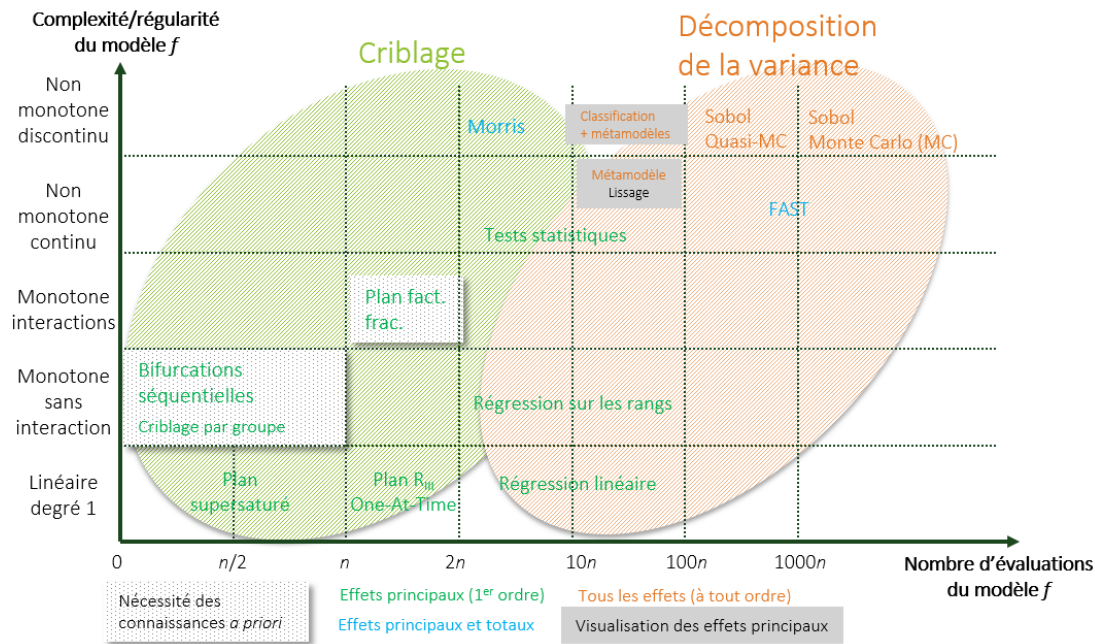 Complexité/régularité
du modèle f
Criblage
Décomposition
de la variance
Non
monotone
discontinu
Morris
Classification
+ métamodèles
Sobol
Quasi-MC
Sobol
Monte Carlo (MC)
Non
monotone
continu
Métamodèle
Lissage
FAST
Tests statistiques
Monotone
interactions
Plan fact.
frac.
Monotone
sans
interaction
Bifurcations
séquentielles
Criblage par groupe
Régression sur les rangs
Linéaire
degré 1
Plan
supersaturé
Plan R_III
One-At-Time
Régression linéaire
0
n/2
n
2n
10n
100n
1000n
Nombre d'évaluations
du modèle f
Nécessité des
connaissances a priori
Effets principaux (1er ordre)
Tous les effets (à tout ordre)
Effets principaux et totaux
Visualisation des effets principaux